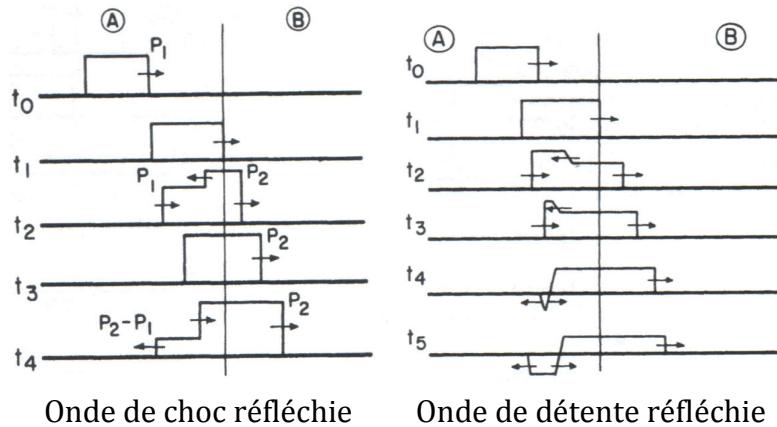 A B
P1
t0
t1
P1 P2
t2
P2
t3
P2-P1 P2
t4
Onde de choc réfléchie
A B
t0
t1
t2
t3
t4
t5
Onde de détente réfléchie